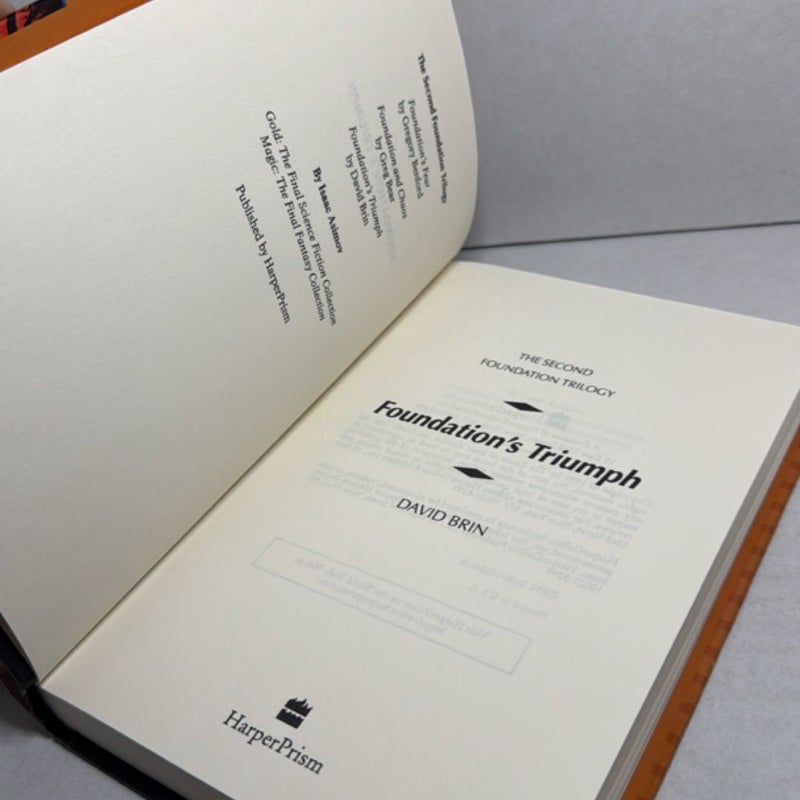 The Second Foundation Trilogy
Foundation's Fear
by Gregory Benford
Foundation and Chaos
by Greg Bear
Foundation's Triumph
by David Brin
By Isaac Asimov
Gold: The Final Science Fiction Collection
Magic: The Final Fantasy Collection
Published by HarperPrism
THE SECOND
FOUNDATION TRILOGY
Foundation's Triumph
DAVID BRIN
HarperPrism